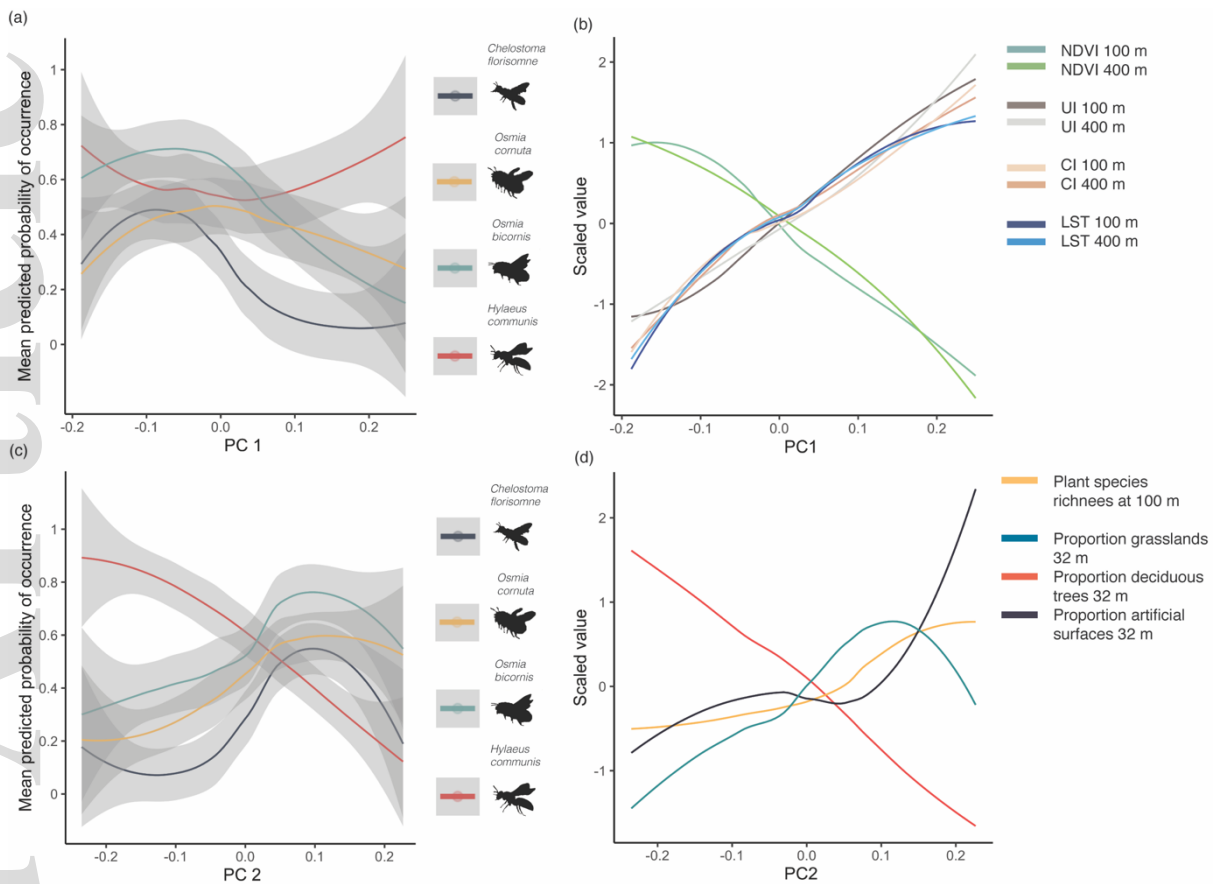 (a)
Mean predicted probability of occurrence
1
0.8
0.6
0.4
0.2
0
-0.2
-0.1
0.0
0.1
0.2
PC 1
Chelostoma
florisomne
Osmia
cornuta
Osmia
bicornis
Hylaeus
communis
(b)
Scaled value
2
1
0
-1
-2
-0.2
-0.1
0.0
0.1
0.2
PC1
NDVI 100 m
NDVI 400 m
UI 100 m
UI 400 m
CI 100 m
CI 400 m
LST 100 m
LST 400 m
(c)
Mean predicted probability of occurrence
1
0.8
0.6
0.4
0.2
0
-0.2
-0.1
0.0
0.1
0.2
PC 2
Chelostoma
florisomne
Osmia
cornuta
Osmia
bicornis
Hylaeus
communis
(d)
Scaled value
2
1
0
-1
-0.2
-0.1
0.0
0.1
0.2
PC2
Plant species
richnees at 100 m
Proportion grasslands
32 m
Proportion deciduous
trees 32 m
Proportion artificial
surfaces 32 m